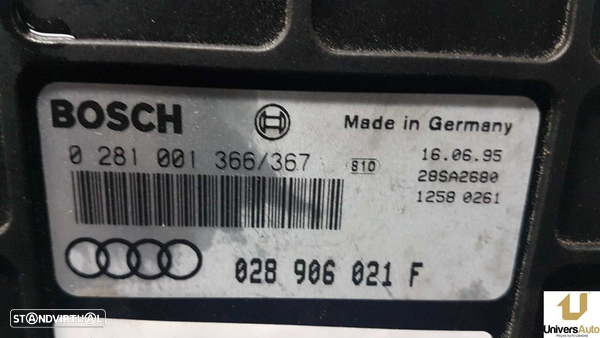 BOSCH
Made in Germany
0 281 001 366/367
S10
16.06.95
28SA2680
1258 0261
028 906 021 F
STANDVIRTUAL
UniversAuto